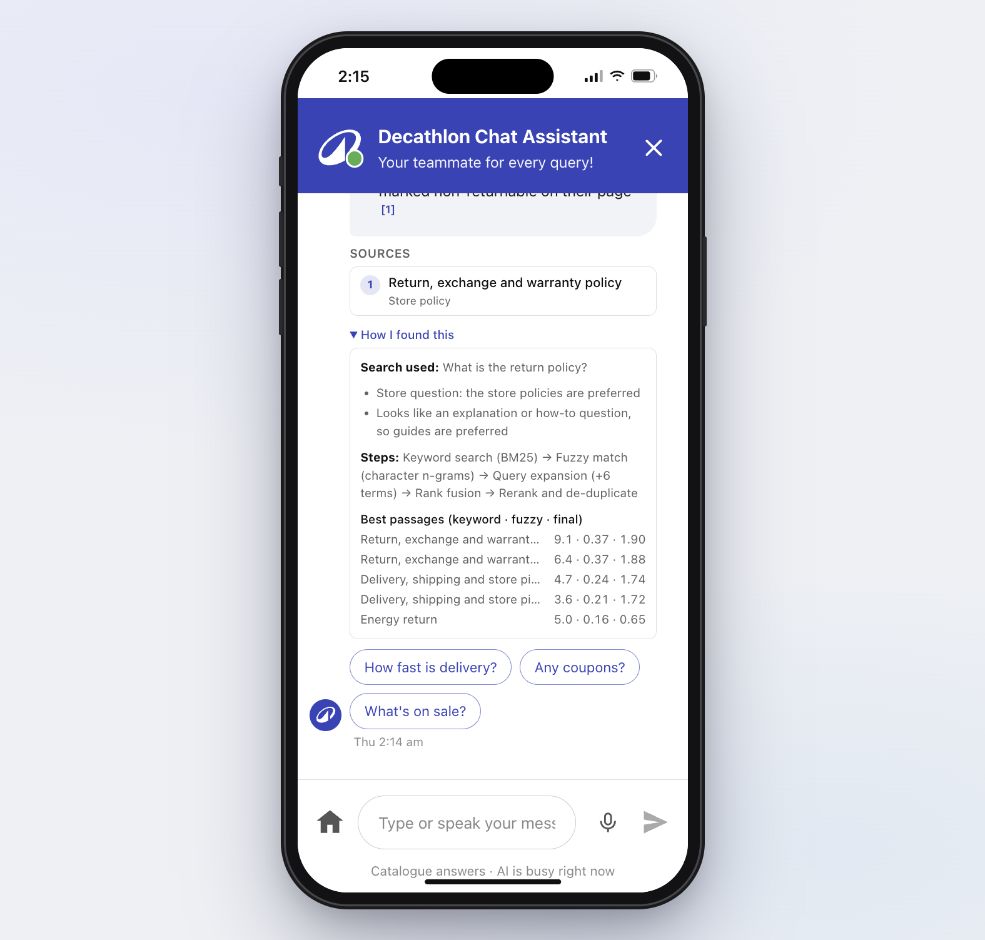 2:15
Decathlon Chat Assistant
Your teammate for every query!
marked non-returnable on their page
[1]
SOURCES
1 Return, exchange and warranty policy
Store policy
▼ How I found this
Search used: What is the return policy?
• Store question: the store policies are preferred
• Looks like an explanation or how-to question,
so guides are preferred
Steps: Keyword search (BM25) → Fuzzy match
(character n-grams) → Query expansion (+6
terms) → Rank fusion → Rerank and de-duplicate
Best passages (keyword · fuzzy · final)
Return, exchange and warrant... 9.1 · 0.37 · 1.90
Return, exchange and warrant... 6.4 · 0.37 · 1.88
Delivery, shipping and store pi... 4.7 · 0.24 · 1.74
Delivery, shipping and store pi... 3.6 · 0.21 · 1.72
Energy return 5.0 · 0.16 · 0.65
How fast is delivery? Any coupons?
What's on sale?
Thu 2:14 am
Type or speak your mess
Catalogue answers · AI is busy right now